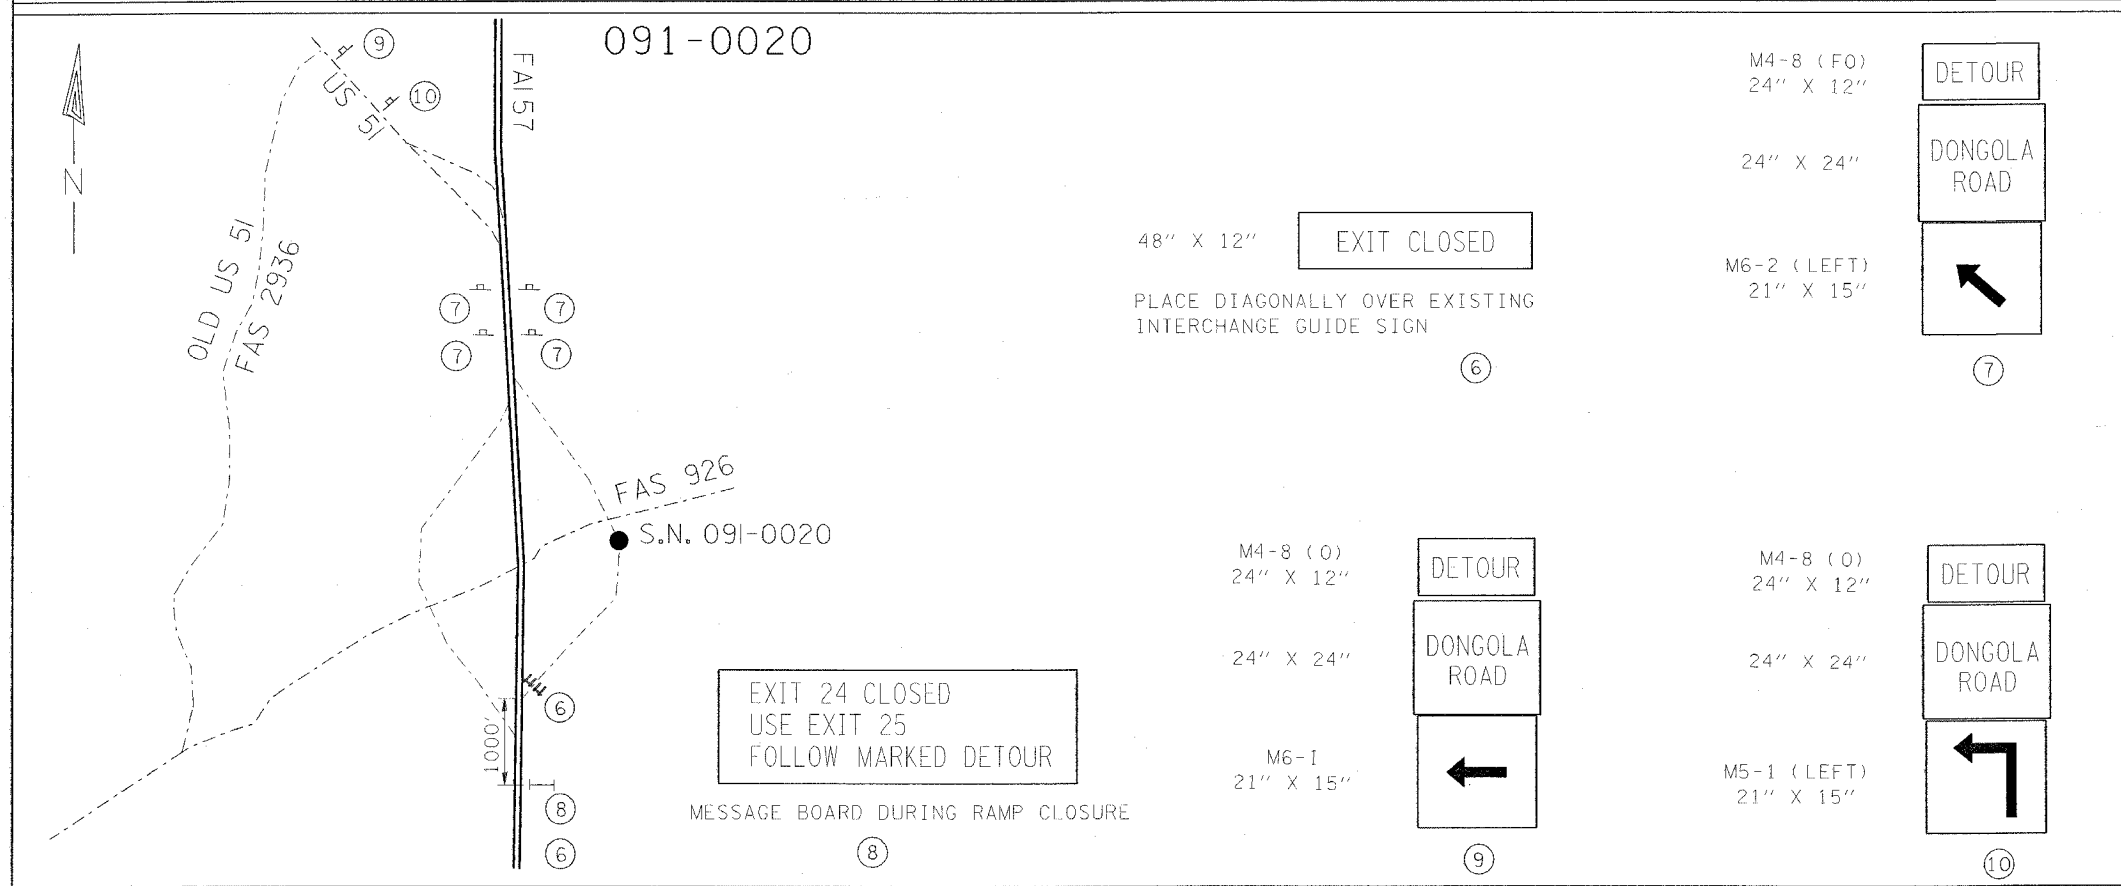 091-0020
N
FAI 57
US 51
9
10
OLD US 51
FAS 2936
7
7
7
7
FAS 926
S.N. 091-0020
6
1000'
8
6
EXIT 24 CLOSED
USE EXIT 25
FOLLOW MARKED DETOUR
MESSAGE BOARD DURING RAMP CLOSURE
8
48" X 12"
EXIT CLOSED
PLACE DIAGONALLY OVER EXISTING
INTERCHANGE GUIDE SIGN
6
M4-8 (FO)
24" X 12"
DETOUR
24" X 24"
DONGOLA
ROAD
M6-2 (LEFT)
21" X 15"
7
M4-8 (O)
24" X 12"
DETOUR
24" X 24"
DONGOLA
ROAD
M6-1
21" X 15"
9
M4-8 (O)
24" X 12"
DETOUR
24" X 24"
DONGOLA
ROAD
M5-1 (LEFT)
21" X 15"
10